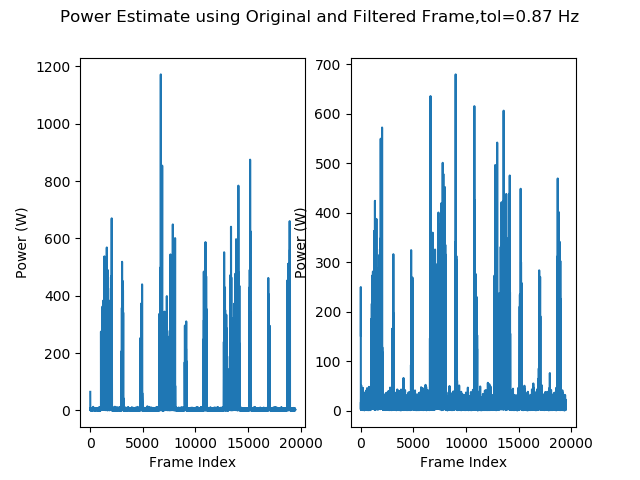 Power Estimate using Original and Filtered Frame,tol=0.87 Hz
1200
1000
800
600
400
200
0
Power (W)
0 5000 10000 15000 20000
Frame Index
700
600
500
400
300
200
100
0
Power (W)
0 5000 10000 15000 20000
Frame Index